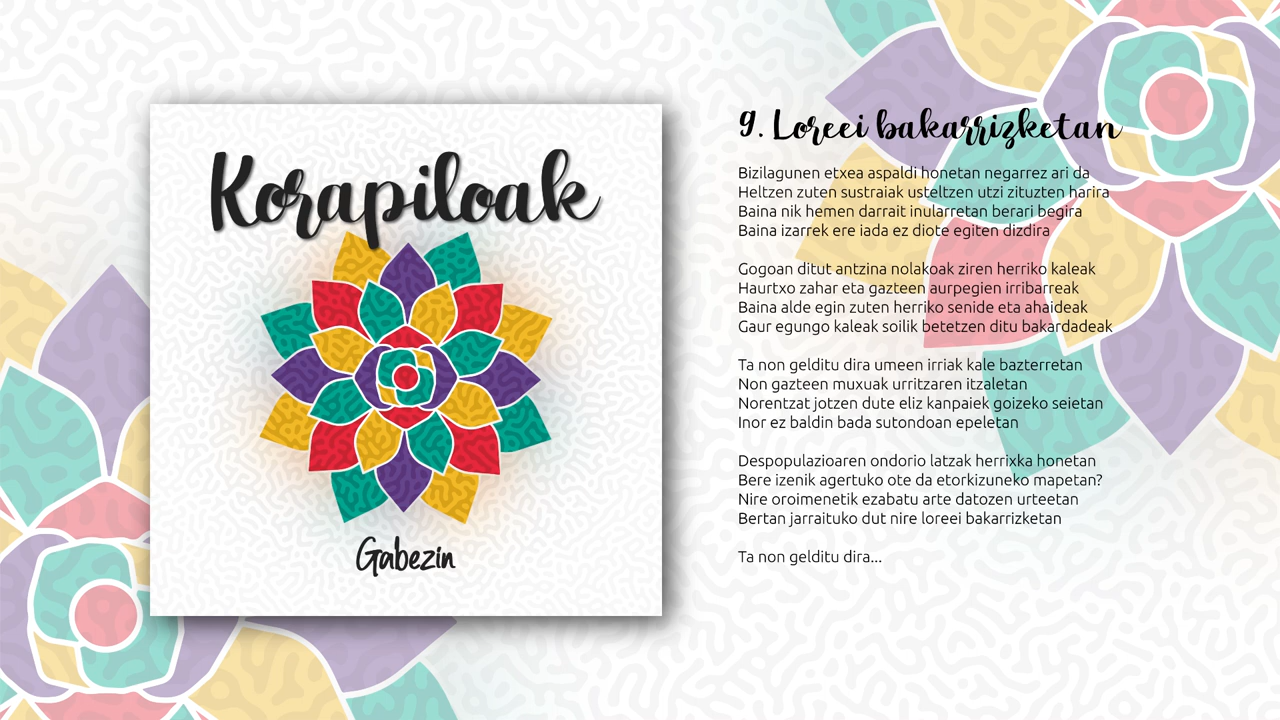 Korapiloak
Gabezin
9. Loreei bakarrizketan
Bizilagunen etxea aspaldi honetan negarrez ari da
Heltzen zuten sustraiak usteltzen utzi zituzten harira
Baina nik hemen darrait inularretan berari begira
Baina izarrek ere iada ez diote egiten dizdira
Gogoan ditut antzina nolakoak ziren herriko kaleak
Haurtxo zahar eta gazteen aurpegien irribarreak
Baina alde egin zuten herriko senide eta ahaideak
Gaur egungo kaleak soilik betetzen ditu bakardadeak
Ta non gelditu dira umeen irriak kale bazterretan
Non gazteen muxuak urritzaren itzaletan
Norentzat jotzen dute eliz kanpaiek goizeko seietan
Inor ez baldin bada sutondoan epeletan
Despopulazioaren ondorio latzak herrixka honetan
Bere izenik agertuko ote da etorkizuneko mapetan?
Nire oroimenetik ezabatu arte datozen urteetan
Bertan jarraituko dut nire loreei bakarrizketan
Ta non gelditu dira...